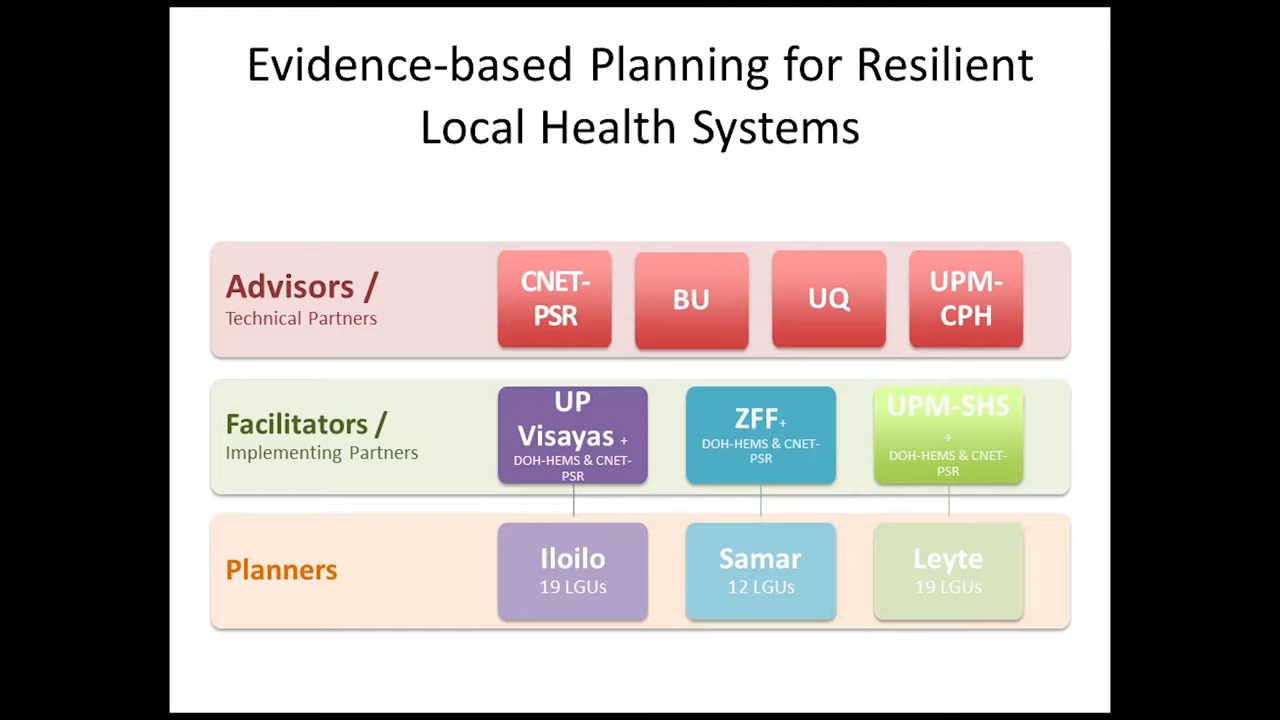 Evidence-based Planning for Resilient
Local Health Systems
Advisors /
Technical Partners
CNET-
PSR
BU
UQ
UPM-
CPH
Facilitators /
Implementing Partners
UP
Visayas +
DOH-HEMS & CNET-
PSR
ZFF+
DOH-HEMS & CNET-
PSR
UPM-SHS
+
DOH-HEMS & CNET-
PSR
Planners
Iloilo
19 LGUs
Samar
12 LGUs
Leyte
19 LGUs